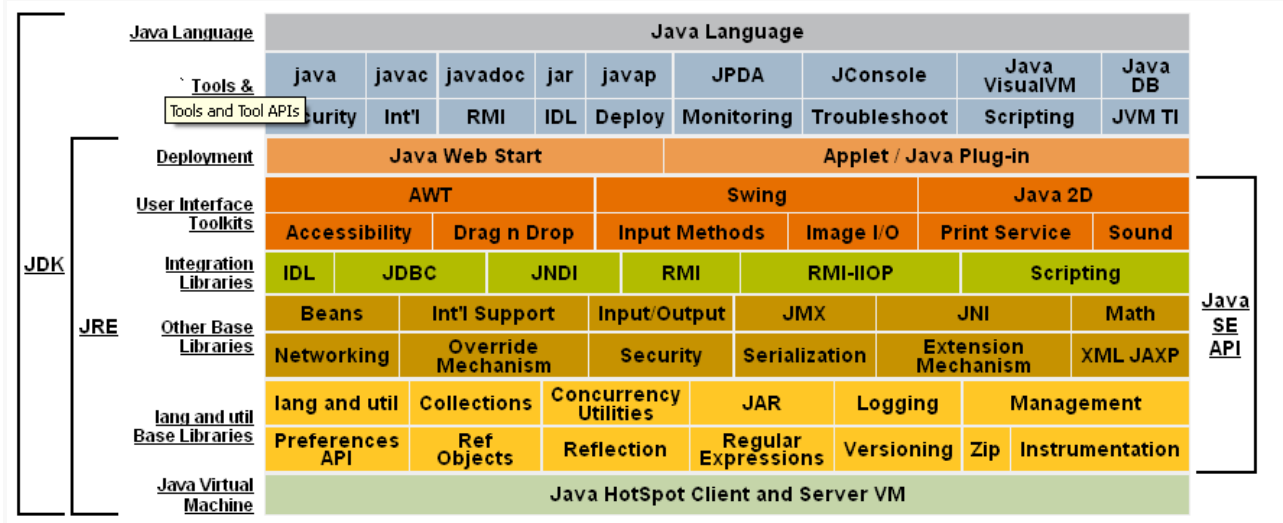 Java Language Java Language
java javac javadoc jar javap JPDA JConsole Java VisualVM Java DB
` Tools &
Tools and Tool APIs
curity Int'l RMI IDL Deploy Monitoring Troubleshoot Scripting JVM TI
Deployment Java Web Start Applet / Java Plug-in
User Interface Toolkits
AWT Swing Java 2D
Accessibility Drag n Drop Input Methods Image I/O Print Service Sound
JDK
Integration Libraries
IDL JDBC JNDI RMI RMI-IIOP Scripting
JRE
Other Base Libraries
Beans Int'l Support Input/Output JMX JNI Math
Networking Override Mechanism Security Serialization Extension Mechanism XML JAXP
Java
SE
API
lang and util
Base Libraries
lang and util Collections Concurrency Utilities JAR Logging Management
Preferences API Ref Objects Reflection Regular Expressions Versioning Zip Instrumentation
Java Virtual
Machine
Java HotSpot Client and Server VM